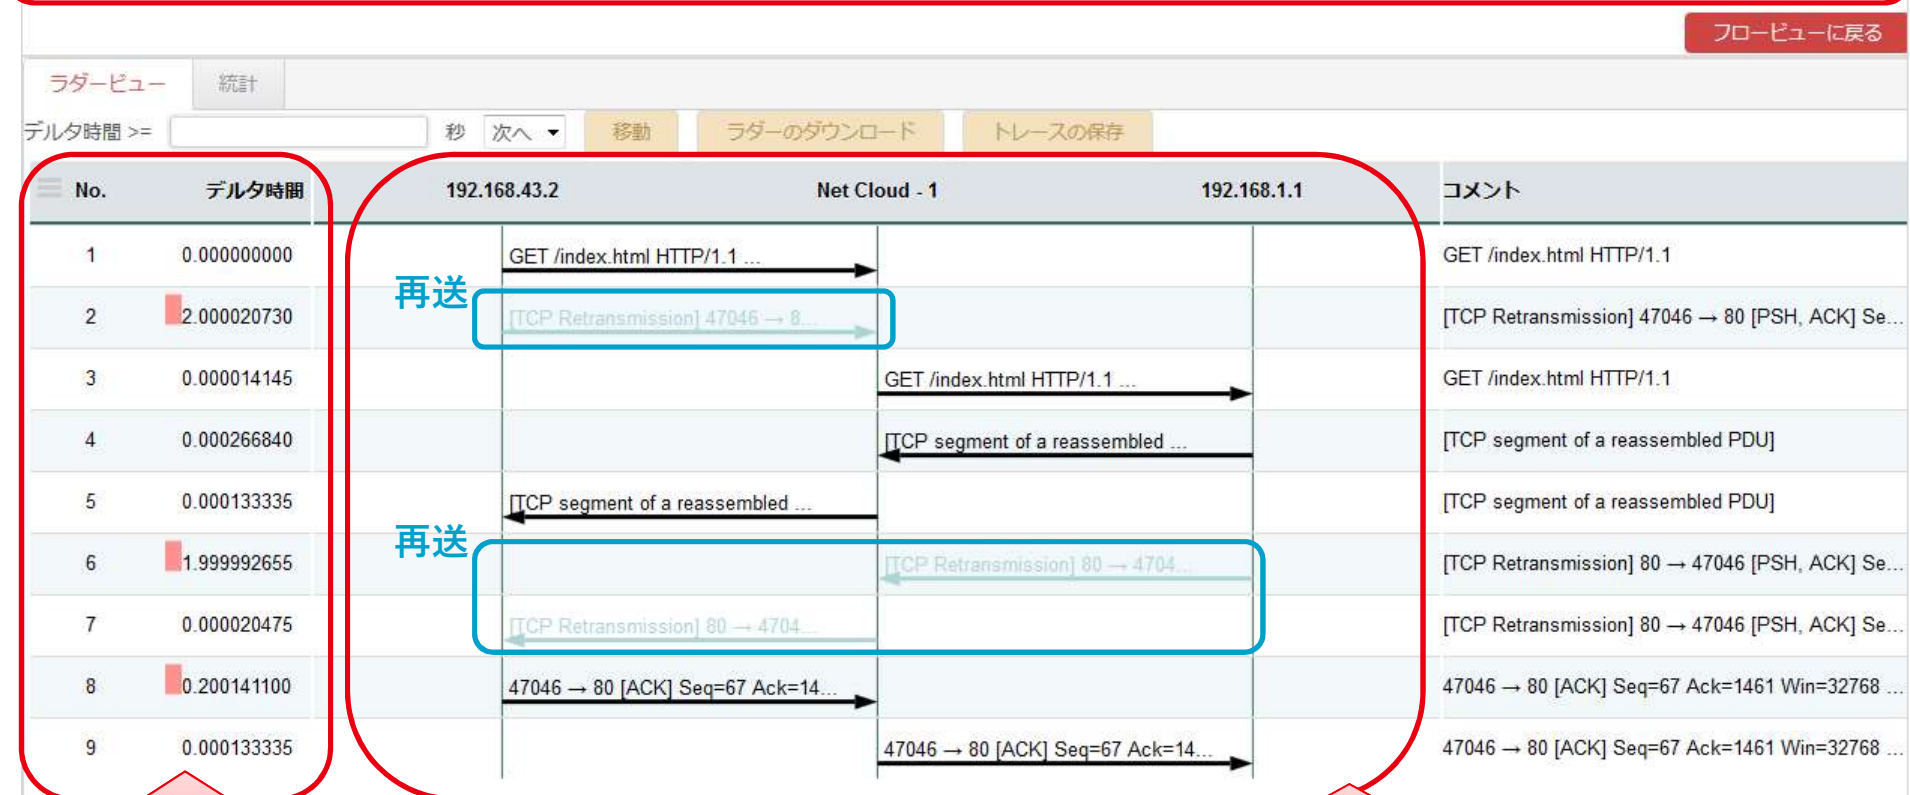 フロービューに戻る
ラダービュー 統計
デルタ時間 >= 秒 次へ 移動 ラダーのダウンロード トレースの保存
No. デルタ時間 192.168.43.2 Net Cloud - 1 192.168.1.1 コメント
1 0.000000000 GET /index.html HTTP/1.1 ... GET /index.html HTTP/1.1
再送
2 2.000020730 [TCP Retransmission] 47046 → 8... [TCP Retransmission] 47046 → 80 [PSH, ACK] Se...
3 0.000014145 GET /index.html HTTP/1.1 ... GET /index.html HTTP/1.1
4 0.000266840 [TCP segment of a reassembled ... [TCP segment of a reassembled PDU]
5 0.000133335 [TCP segment of a reassembled ... [TCP segment of a reassembled PDU]
再送
6 1.999992655 [TCP Retransmission] 80 → 4704... [TCP Retransmission] 80 → 47046 [PSH, ACK] Se...
7 0.000020475 [TCP Retransmission] 80 → 4704... [TCP Retransmission] 80 → 47046 [PSH, ACK] Se...
8 0.200141100 47046 → 80 [ACK] Seq=67 Ack=14... 47046 → 80 [ACK] Seq=67 Ack=1461 Win=32768 ...
9 0.000133335 47046 → 80 [ACK] Seq=67 Ack=14... 47046 → 80 [ACK] Seq=67 Ack=1461 Win=32768 ...